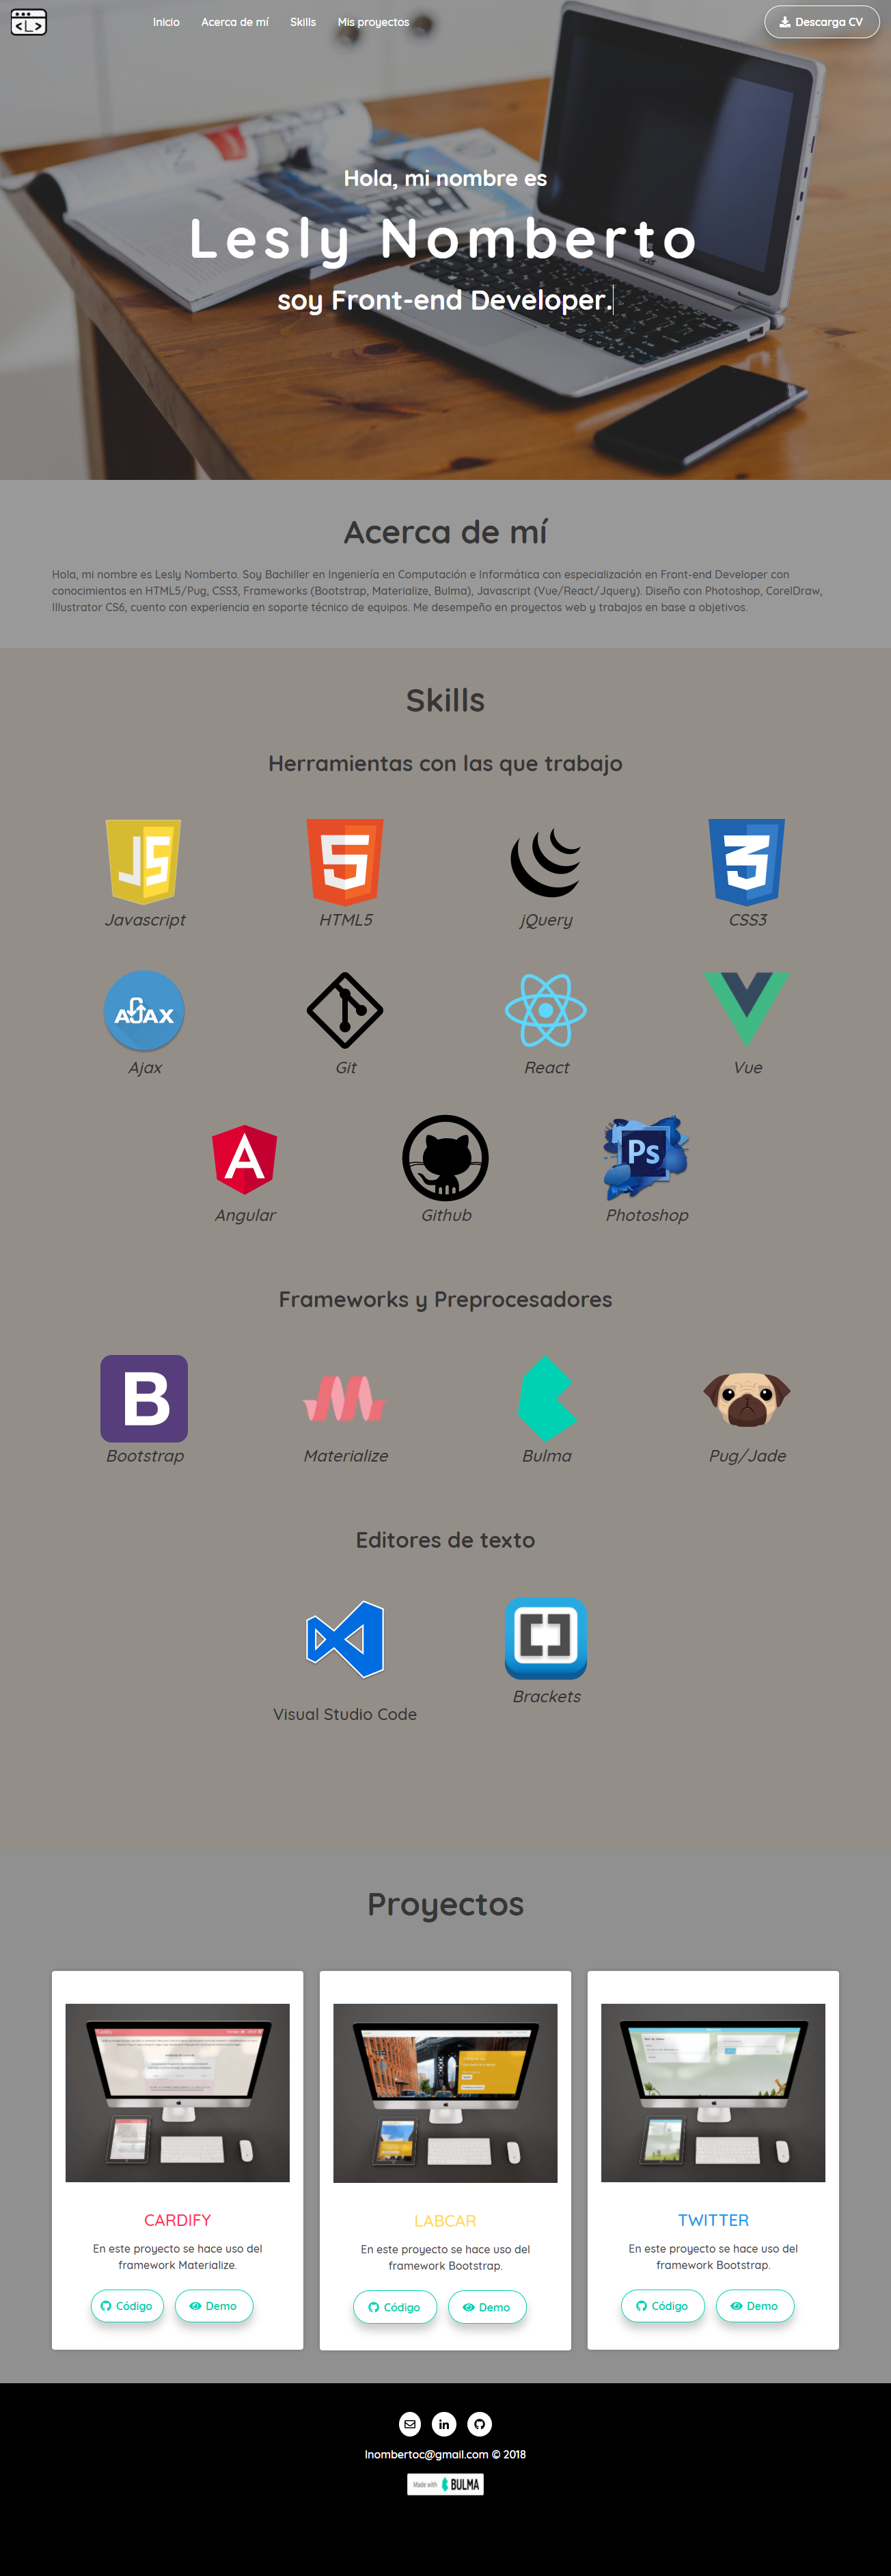 <L>
Inicio
Acerca de mí
Skills
Mis proyectos
Descarga CV
Hola, mi nombre es
Lesly Nomberto
soy Front-end Developer.
Acerca de mí
Hola, mi nombre es Lesly Nomberto. Soy Bachiller en Ingeniería en Computación e Informática con especialización en Front-end Developer con
conocimientos en HTML5/Pug, CSS3, Frameworks (Bootstrap, Materialize, Bulma), Javascript (Vue/React/Jquery). Diseño con Photoshop, CorelDraw,
Illustrator CS6, cuento con experiencia en soporte técnico de equipos. Me desempeño en proyectos web y trabajos en base a objetivos.
Skills
Herramientas con las que trabajo
JS
5
3
Javascript
HTML5
jQuery
CSS3
AJAX
Ajax
Git
React
Vue
A
Ps
Angular
Github
Photoshop
Frameworks y Preprocesadores
B
Bootstrap
Materialize
Bulma
Pug/Jade
Editores de texto
Visual Studio Code
Brackets
Proyectos
CARDIFY
En este proyecto se hace uso del
framework Materialize.
Código
Demo
LABCAR
En este proyecto se hace uso del
framework Bootstrap.
Código
Demo
TWITTER
En este proyecto se hace uso del
framework Bootstrap.
Código
Demo
in
lnombertoc@gmail.com © 2018
Made with BULMA